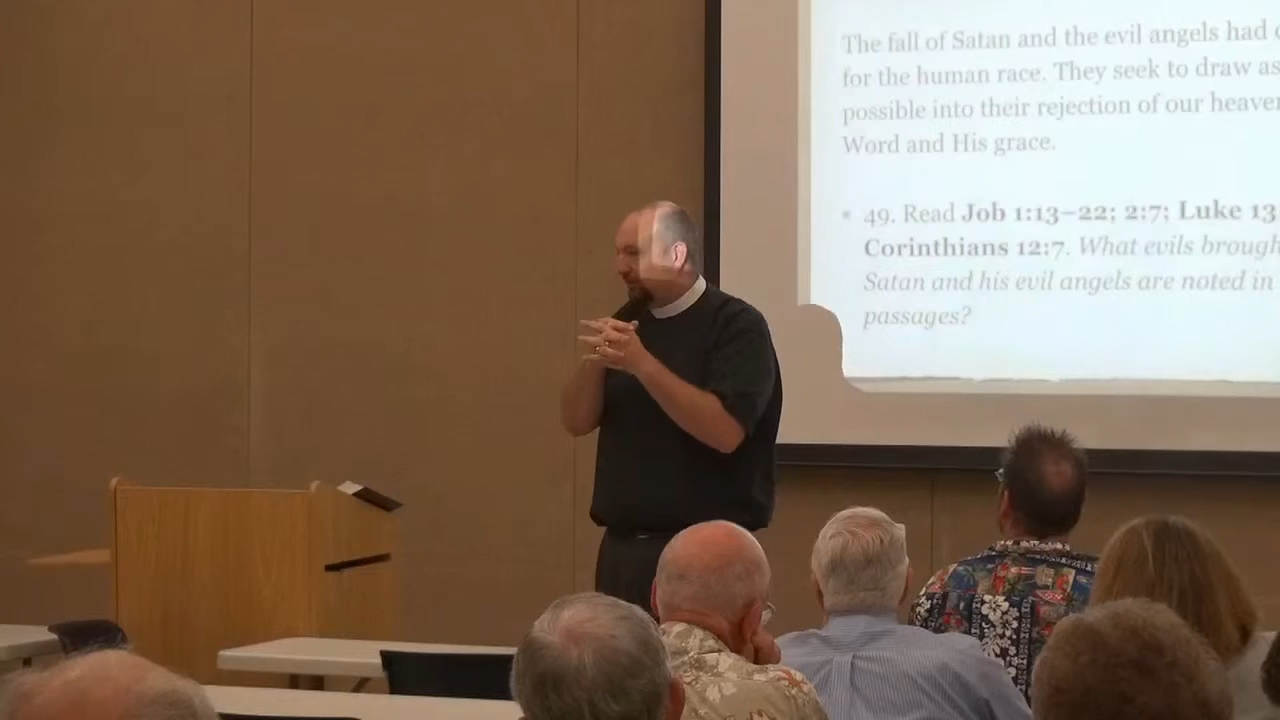 The fall of Satan and the evil angels had
for the human race. They seek to draw as
possible into their rejection of our
Word and His grace.
49. Read Job 1:13–22; 2:7; Luke 13
Corinthians 12:7. What evils
Satan and his evil angels are noted in
passages?